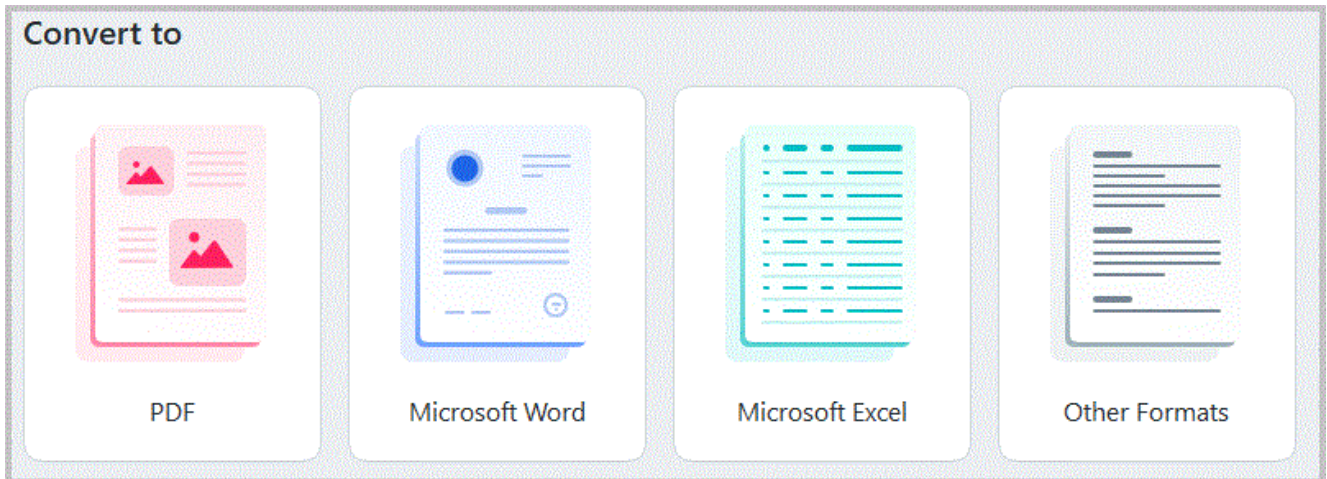 Convert to
PDF
Microsoft Word
Microsoft Excel
Other Formats